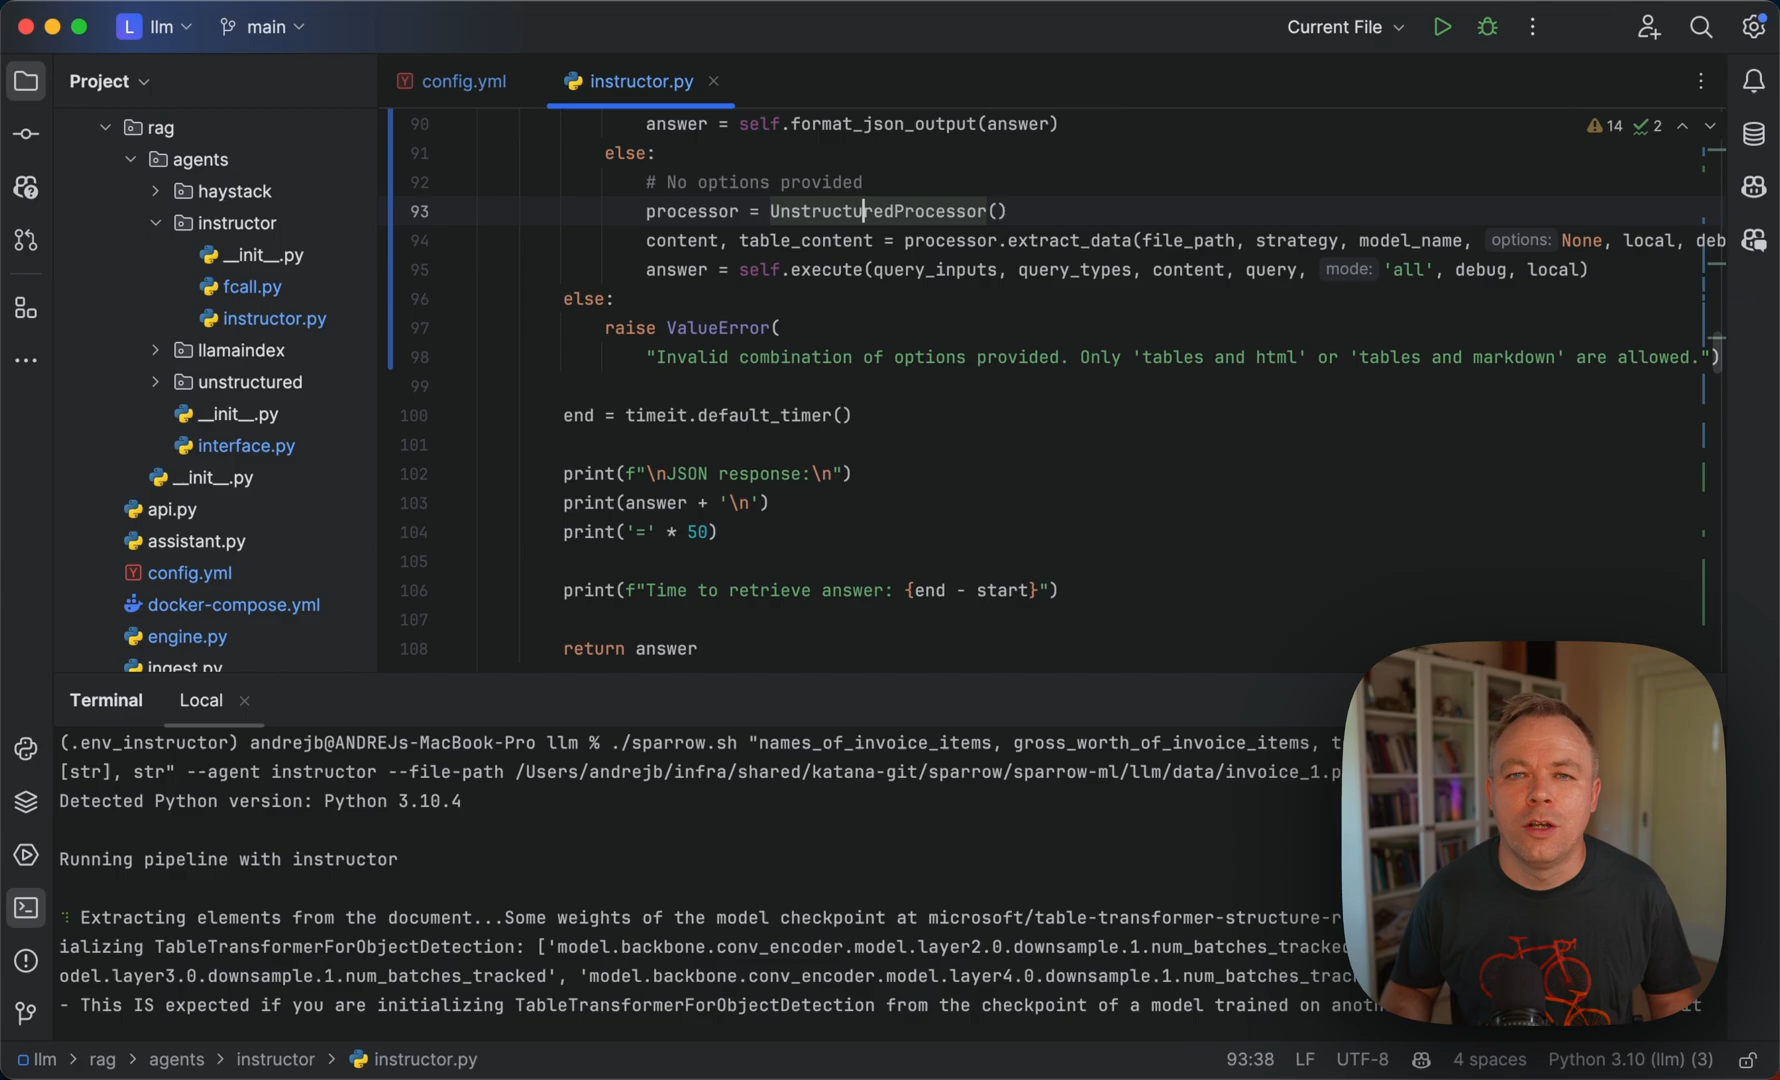 L llm main Current File
Project
config.yml instructor.py
rag
agents
haystack
instructor
__init__.py
fcall.py
instructor.py
llamaindex
unstructured
__init__.py
interface.py
__init__.py
api.py
assistant.py
config.yml
docker-compose.yml
engine.py
ingest.py
14 2
90 answer = self.format_json_output(answer)
91 else:
92 # No options provided
93 processor = UnstructuredProcessor()
94 content, table_content = processor.extract_data(file_path, strategy, model_name, options: None, local, deb
95 answer = self.execute(query_inputs, query_types, content, query, mode: 'all', debug, local)
96 else:
97 raise ValueError(
98 "Invalid combination of options provided. Only 'tables and html' or 'tables and markdown' are allowed.")
99
100 end = timeit.default_timer()
101
102 print(f"\nJSON response:\n")
103 print(answer + '\n')
104 print('=' * 50)
105
106 print(f"Time to retrieve answer: {end - start}")
107
108 return answer
Terminal Local
(.env_instructor) andrejb@ANDREJs-MacBook-Pro llm % ./sparrow.sh "names_of_invoice_items, gross_worth_of_invoice_items, t
[str], str" --agent instructor --file-path /Users/andrejb/infra/shared/katana-git/sparrow/sparrow-ml/llm/data/invoice_1.p
Detected Python version: Python 3.10.4
Running pipeline with instructor
Extracting elements from the document...Some weights of the model checkpoint at microsoft/table-transformer-structure-r
ializing TableTransformerForObjectDetection: ['model.backbone.conv_encoder.model.layer2.0.downsample.1.num_batches_tracked
odel.layer3.0.downsample.1.num_batches_tracked', 'model.backbone.conv_encoder.model.layer4.0.downsample.1.num_batches_trac
- This IS expected if you are initializing TableTransformerForObjectDetection from the checkpoint of a model trained on anot it
llm > rag > agents > instructor > instructor.py 93:38 LF UTF-8 4 spaces Python 3.10 (llm) (3)